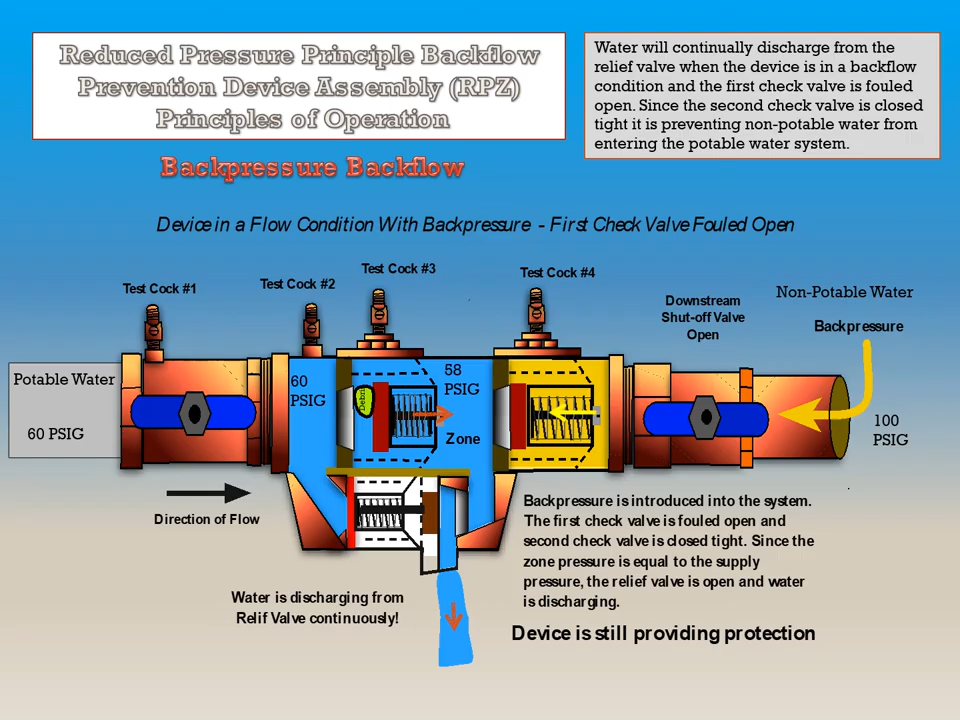 Reduced Pressure Principle Backflow
Prevention Device Assembly (RPZ)
Principles of Operation
Backpressure Backflow
Water will continually discharge from the
relief valve when the device is in a backflow
condition and the first check valve is fouled
open. Since the second check valve is closed
tight it is preventing non-potable water from
entering the potable water system.
Device in a Flow Condition With Backpressure - First Check Valve Fouled Open
Test Cock #1
Test Cock #2
Test Cock #3
Test Cock #4
Downstream
Shut-off Valve
Open
Non-Potable Water
Backpressure
Potable Water
60 PSIG
60
PSIG
Debris
58
PSIG
Zone
100
PSIG
Direction of Flow
Water is discharging from
Relif Valve continuously!
Backpressure is introduced into the system.
The first check valve is fouled open and
second check valve is closed tight. Since the
zone pressure is equal to the supply
pressure, the relief valve is open and water
is discharging.
Device is still providing protection